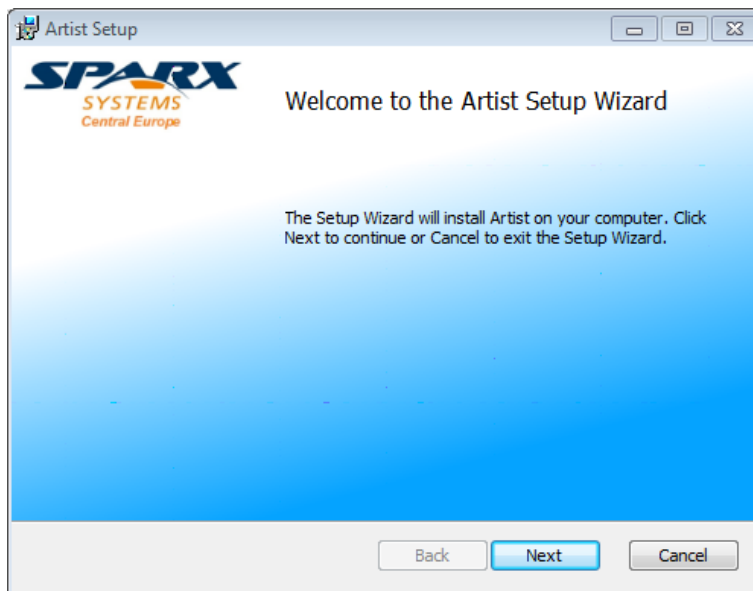 Artist Setup
SPARX
SYSTEMS
Central Europe
Welcome to the Artist Setup Wizard
The Setup Wizard will install Artist on your computer. Click
Next to continue or Cancel to exit the Setup Wizard.
Back
Next
Cancel